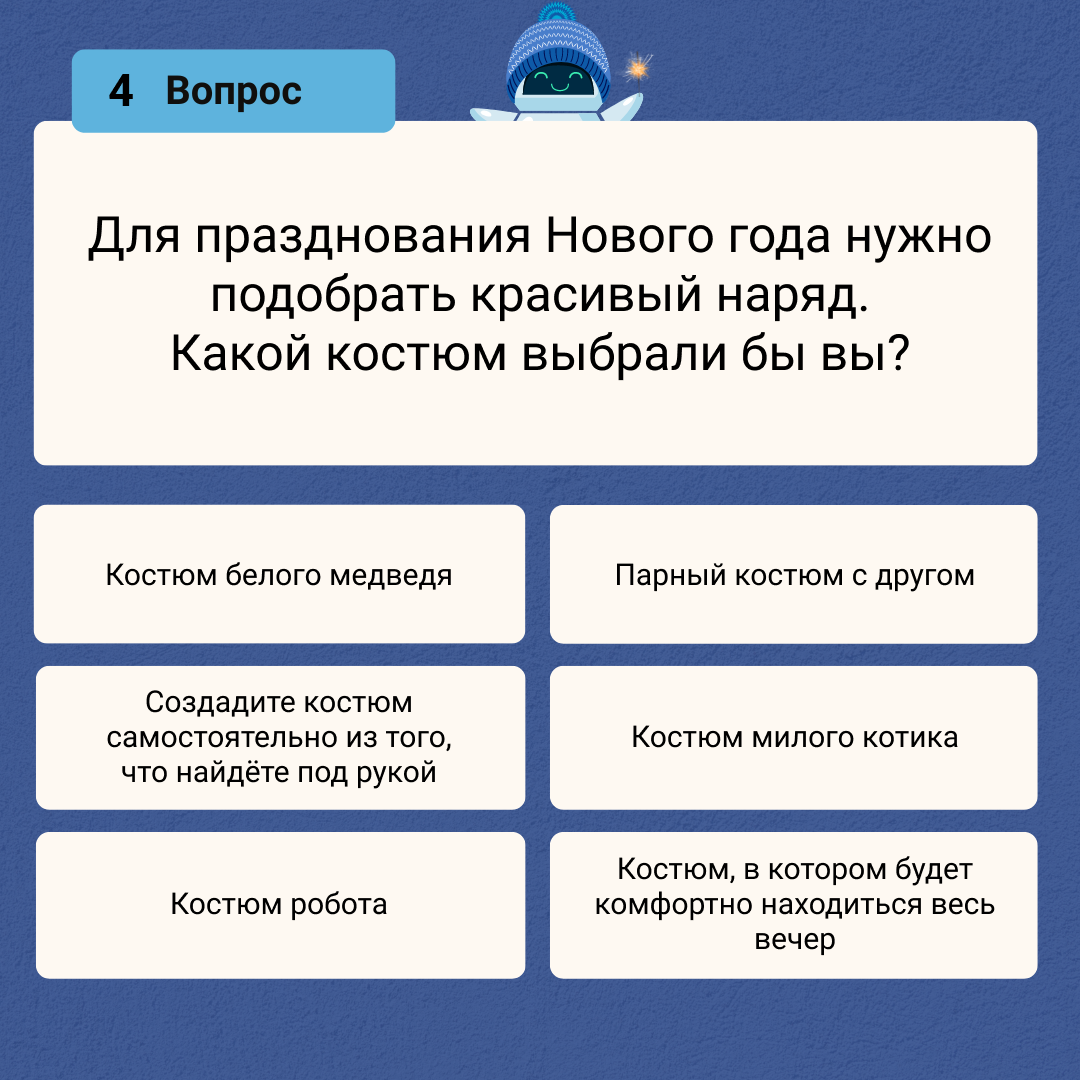 4 Вопрос
Для празднования Нового года нужно
подобрать красивый наряд.
Какой костюм выбрали бы вы?
Костюм белого медведя
Парный костюм с другом
Создадите костюм
самостоятельно из того,
что найдёте под рукой
Костюм милого котика
Костюм робота
Костюм, в котором будет
комфортно находиться весь
вечер